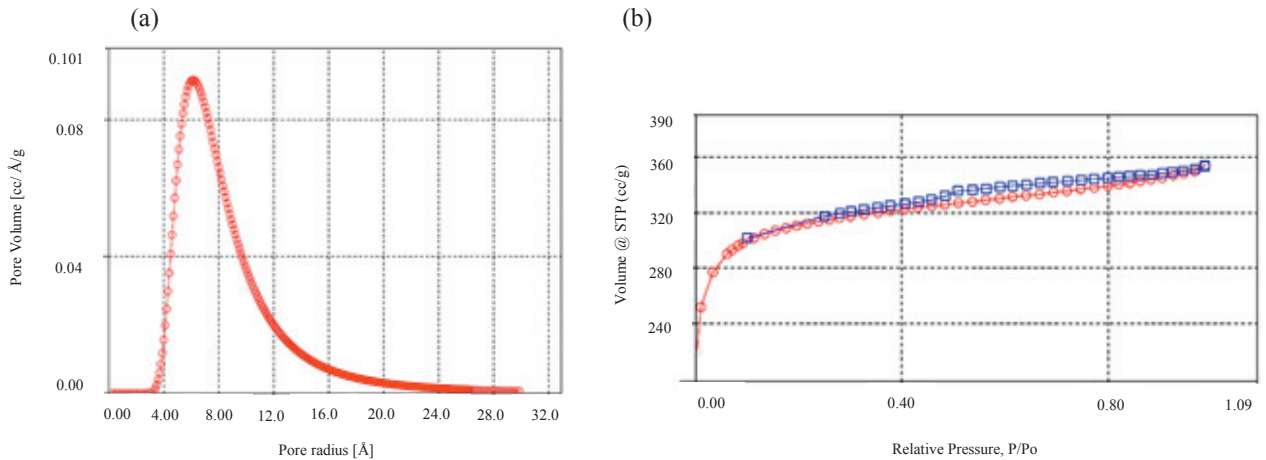 (a)
0.101
0.08
0.04
0.00
Pore Volume [cc/ Å/g
0.00 4.00 8.00 12.0 16.0 20.0 24.0 28.0 32.0
Pore radius [Å]
(b)
390
360
320
280
240
Volume @ STP (cc/g)
0.00 0.40 0.80 1.09
Relative Pressure, P/Po